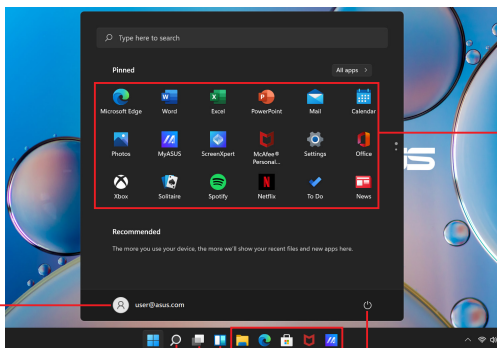 Type here to search
Pinned
All apps >
Microsoft Edge Word Excel PowerPoint Mail Calendar
Photos MyASUS ScreenXpert McAfee® Personal... Settings Office
Xbox Solitaire Spotify Netflix To Do News
Recommended
The more you use your device, the more we'll show your recent files and new apps here.
user@asus.com